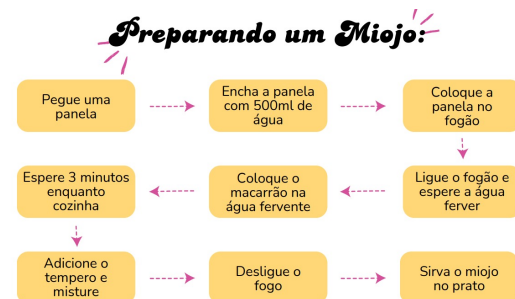 Preparando um Miojo:
Pegue uma
panela
Encha a panela
com 500ml de
água
Coloque a
panela no
fogão
Ligue o fogão e
espere a água
ferver
Coloque o
macarrão na
água fervente
Espere 3 minutos
enquanto
cozinha
Adicione o
tempero e
misture
Desligue o
fogo
Sirva o miojo
no prato